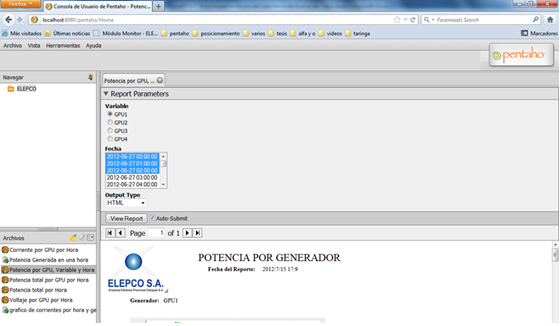 Firefox
Consola de Usuario de Pentaho - Potenc...
localhost:8080/pentaho/Home
Más visitados
Últimas noticias
Módulo Monitor - ELE...
pentaho
posicionamiento
varios
tesis
alfa y o
videos
taringa
Marcadores
Archivo Vista Herramientas Ayuda
pentaho
Navegar
ELEPCO
Potencia por GPU, ...
Report Parameters
Variable
GPU1
GPU2
GPU3
GPU4
Fecha
2012-06-27 00:00:00
2012-06-27 01:00:00
2012-06-27 02:00:00
2012-06-27 03:00:00
2012-06-27 04:00:00
Output Type
HTML
View Report
Auto-Submit
Page 1 of 1
Archivos
Corriente por GPU por Hora
Potencia Generada en una hora
Potencia por GPU, Variable y Hora
Potencia total por GPU por Hora
Potencia total por Hora
Voltaje por GPU por Hora
grafico de corrientes por hora y ge
POTENCIA POR GENERADOR
Fecha del Reporte: 2012/7/15 17:9
ELEPCO S.A.
Generador: GPU1